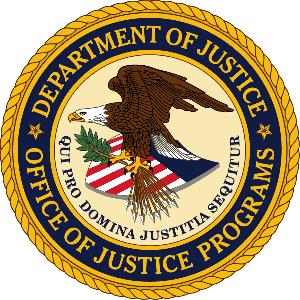 DEPARTMENT OF JUSTICE
QUI PRO DOMINA JUSTITIA SEQUITUR
OFFICE OF JUSTICE PROGRAMS